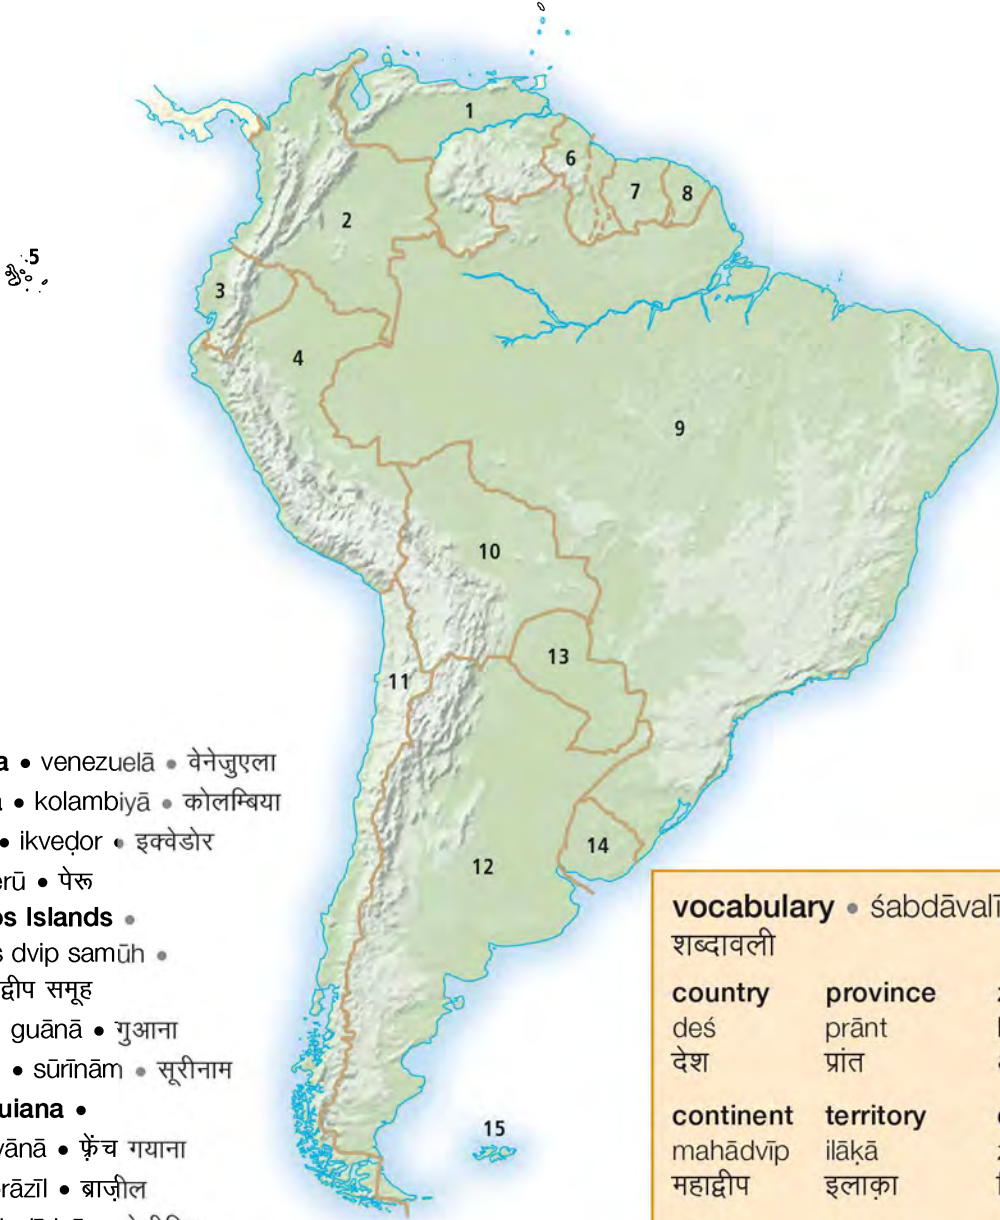 1
6
7
8
2
5
3
4
9
10
13
11
14
12
15
a • venezuelā • वेनेजुएला
• kolambiyā • कोलम्बिया
• ikveḍor • इक्वेडोर
erū • पेरू
os Islands •
s dvip samūh •
द्वीप समूह
guānā • गुआना
• sūrīnām • सूरीनाम
uiana •
yānā • फ़्रेंच गयाना
rāzīl • ब्राज़ील
vocabulary • śabdāvalī
शब्दावली
country province
deś prānt
देश प्रांत
continent territory
mahādvīp ilāḳā
महाद्वीप इलाक़ा